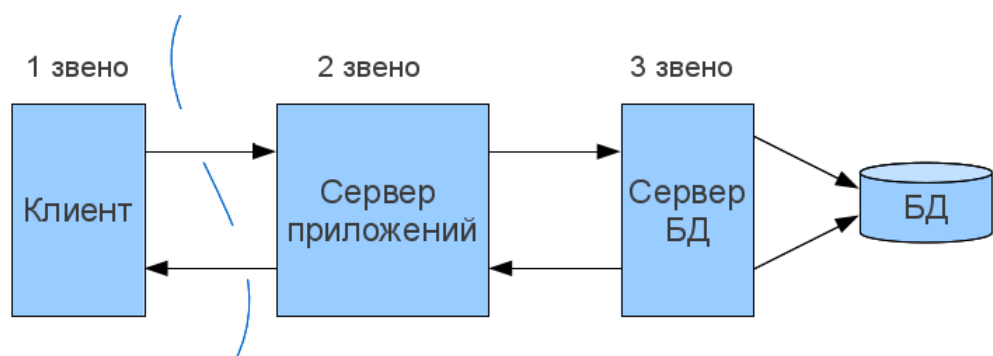 1 звено
2 звено
3 звено
Клиент
Сервер
приложений
Сервер
БД
БД